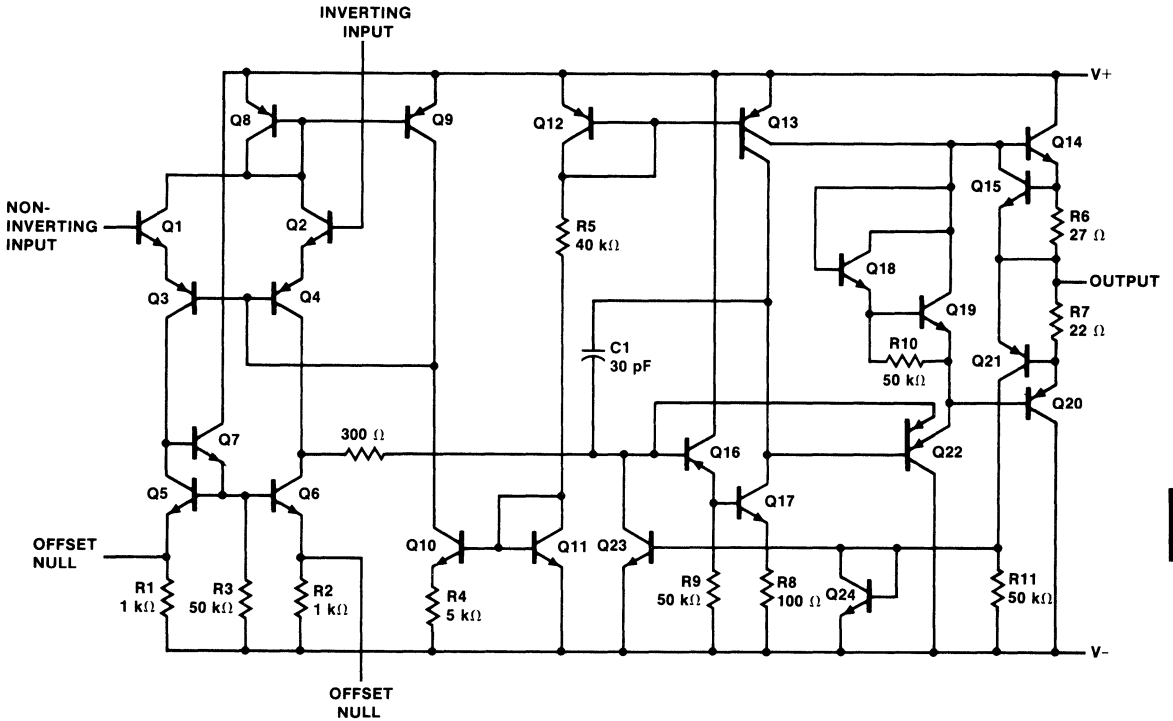 INVERTING
INPUT
V+
Q8
Q9
Q12
Q13
Q14
Q15
NON-
INVERTING
INPUT
Q1
Q2
R5
40 kΩ
R6
27 Ω
Q18
OUTPUT
Q3
Q4
Q19
R7
22 Ω
C1
30 pF
R10
50 kΩ
Q21
Q20
Q7
300 Ω
Q16
Q22
Q5
Q6
Q17
OFFSET
NULL
Q10
Q11
Q23
R1
1 kΩ
R3
50 kΩ
R2
1 kΩ
R4
5 kΩ
R9
50 kΩ
R8
100 Ω
Q24
R11
50 kΩ
V−
OFFSET
NULL